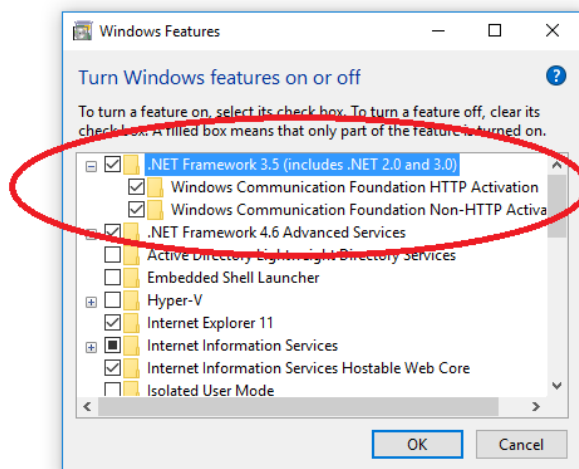 Windows Features
Turn Windows features on or off
To turn a feature on, select its check box. To turn a feature off, clear its
check box. A filled box means that only part of the feature is turned on.
.NET Framework 3.5 (includes .NET 2.0 and 3.0)
Windows Communication Foundation HTTP Activation
Windows Communication Foundation Non-HTTP Activa
.NET Framework 4.6 Advanced Services
Active Directory Lightweight Directory Services
Embedded Shell Launcher
Hyper-V
Internet Explorer 11
Internet Information Services
Internet Information Services Hostable Web Core
Isolated User Mode
OK Cancel